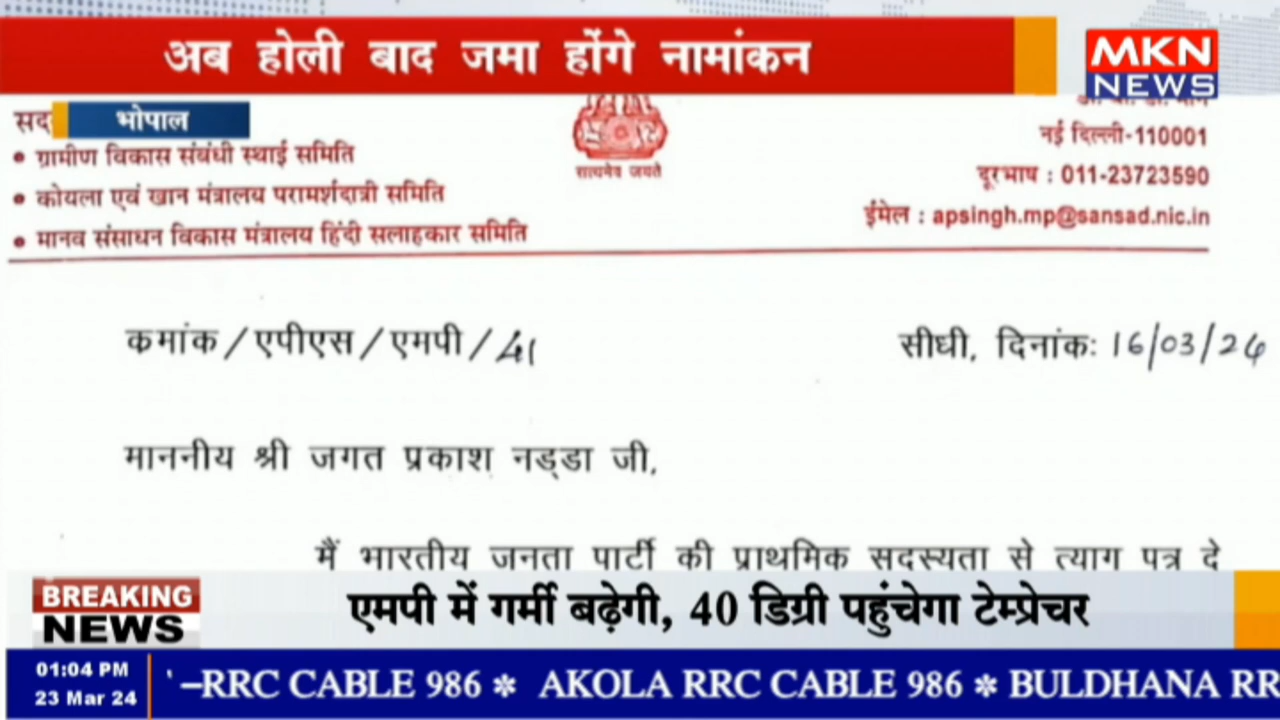 अब होली बाद जमा होंगे नामांकन
MKN
NEWS
सद
भोपाल
नई दिल्ली-110001
• ग्रामीण विकास संबंधी स्थाई समिति
दूरभाष : 011-23723590
• कोयला एवं खान मंत्रालय परामर्शदात्री समिति
सत्यमेव जयते
ईमेल : apsingh.mp@sansad.nic.in
• मानव संसाधन विकास मंत्रालय हिंदी सलाहकार समिति
कमांक/एपीएस/एमपी/41
सीधी, दिनांक: 16/03/24
माननीय श्री जगत प्रकाश नड्डा जी,
मैं भारतीय जनता पार्टी की प्राथमिक सदस्यता से त्याग पत्र दे
BREAKING
NEWS
एमपी में गर्मी बढ़ेगी, 40 डिग्री पहुंचेगा टेम्प्रेचर
01:04 PM
23 Mar 24
–RRC CABLE 986 * AKOLA RRC CABLE 986 * BULDHANA RR